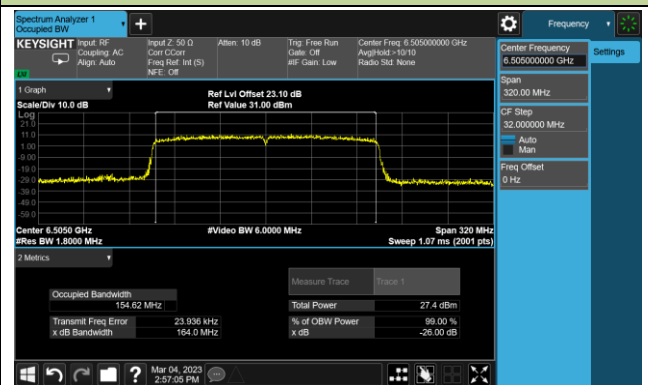 Spectrum Analyzer 1
Occupied BW
Frequency
KEYSIGHT
Input: RF
Coupling: AC
Align: Auto
Input Z: 50 Ω
Corr CCorr
Freq Ref: Int (S)
NFE: Off
Atten: 10 dB
Trig: Free Run
Gate: Off
#IF Gain: Low
Center Freq: 6.505000000 GHz
Avg|Hold:>10/10
Radio Std: None
Center Frequency
6.505000000 GHz
Settings
Span
320.00 MHz
CF Step
32.000000 MHz
Auto
Man
Freq Offset
0 Hz
1 Graph
Scale/Div 10.0 dB
Ref Lvl Offset 23.10 dB
Ref Value 31.00 dBm
Log
21.0
11.0
1.00
-9.00
-19.0
-29.0
-39.0
-49.0
-59.0
Center 6.5050 GHz
#Video BW 6.0000 MHz
Span 320 MHz
#Res BW 1.8000 MHz
Sweep 1.07 ms (2001 pts)
2 Metrics
Measure Trace
Trace 1
Occupied Bandwidth
154.62 MHz
Total Power
27.4 dBm
Transmit Freq Error
23.936 kHz
% of OBW Power
99.00 %
x dB Bandwidth
164.0 MHz
x dB
-26.00 dB
?
Mar 04, 2023
2:57:05 PM